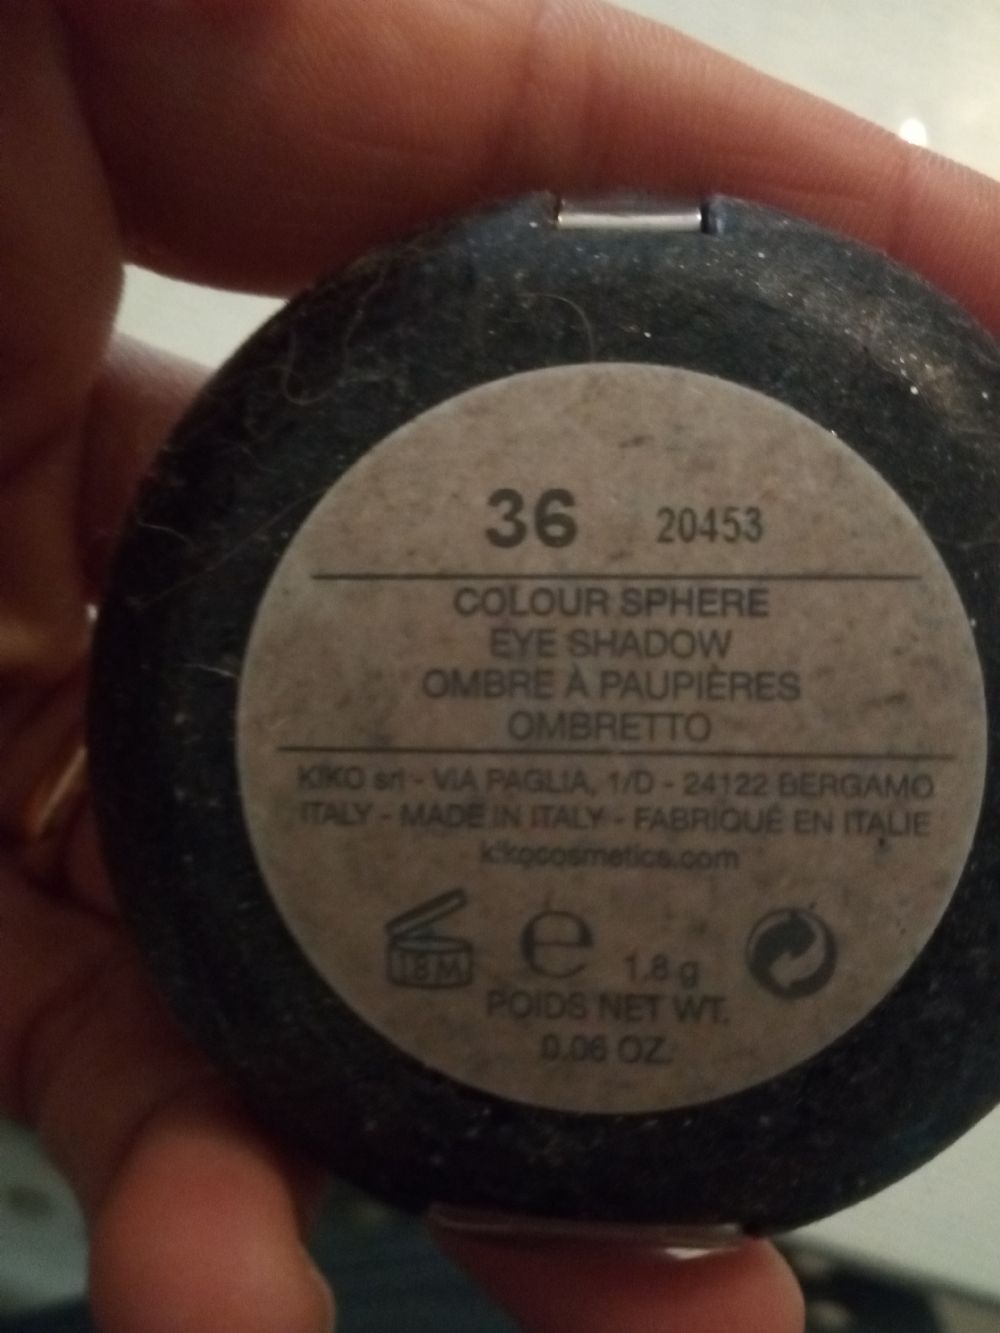 36 20453
COLOUR SPHERE
EYE SHADOW
OMBRE À PAUPIÈRES
OMBRETTO
KIKO srl - VIA PAGLIA, 1/D - 24122 BERGAMO
ITALY - MADE IN ITALY - FABRIQUÉ EN ITALIE
kikocosmetics.com
18M e 1.8 g
POIDS NET WT.
0.06 OZ.